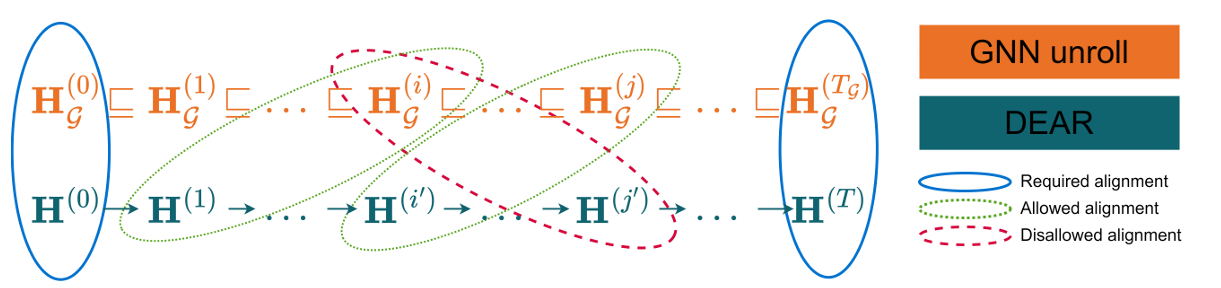 H_G^(0) ⊑ H_G^(1) ⊑ ... ⊑ H_G^(i) ⊑ ... ⊑ H_G^(j) ⊑ ... ⊑ H_G^(T_G)
H^(0) → H^(1) → ... → H^(i') → ... → H^(j') → ... → H^(T)
GNN unroll
DEAR
Required alignment
Allowed alignment
Disallowed alignment